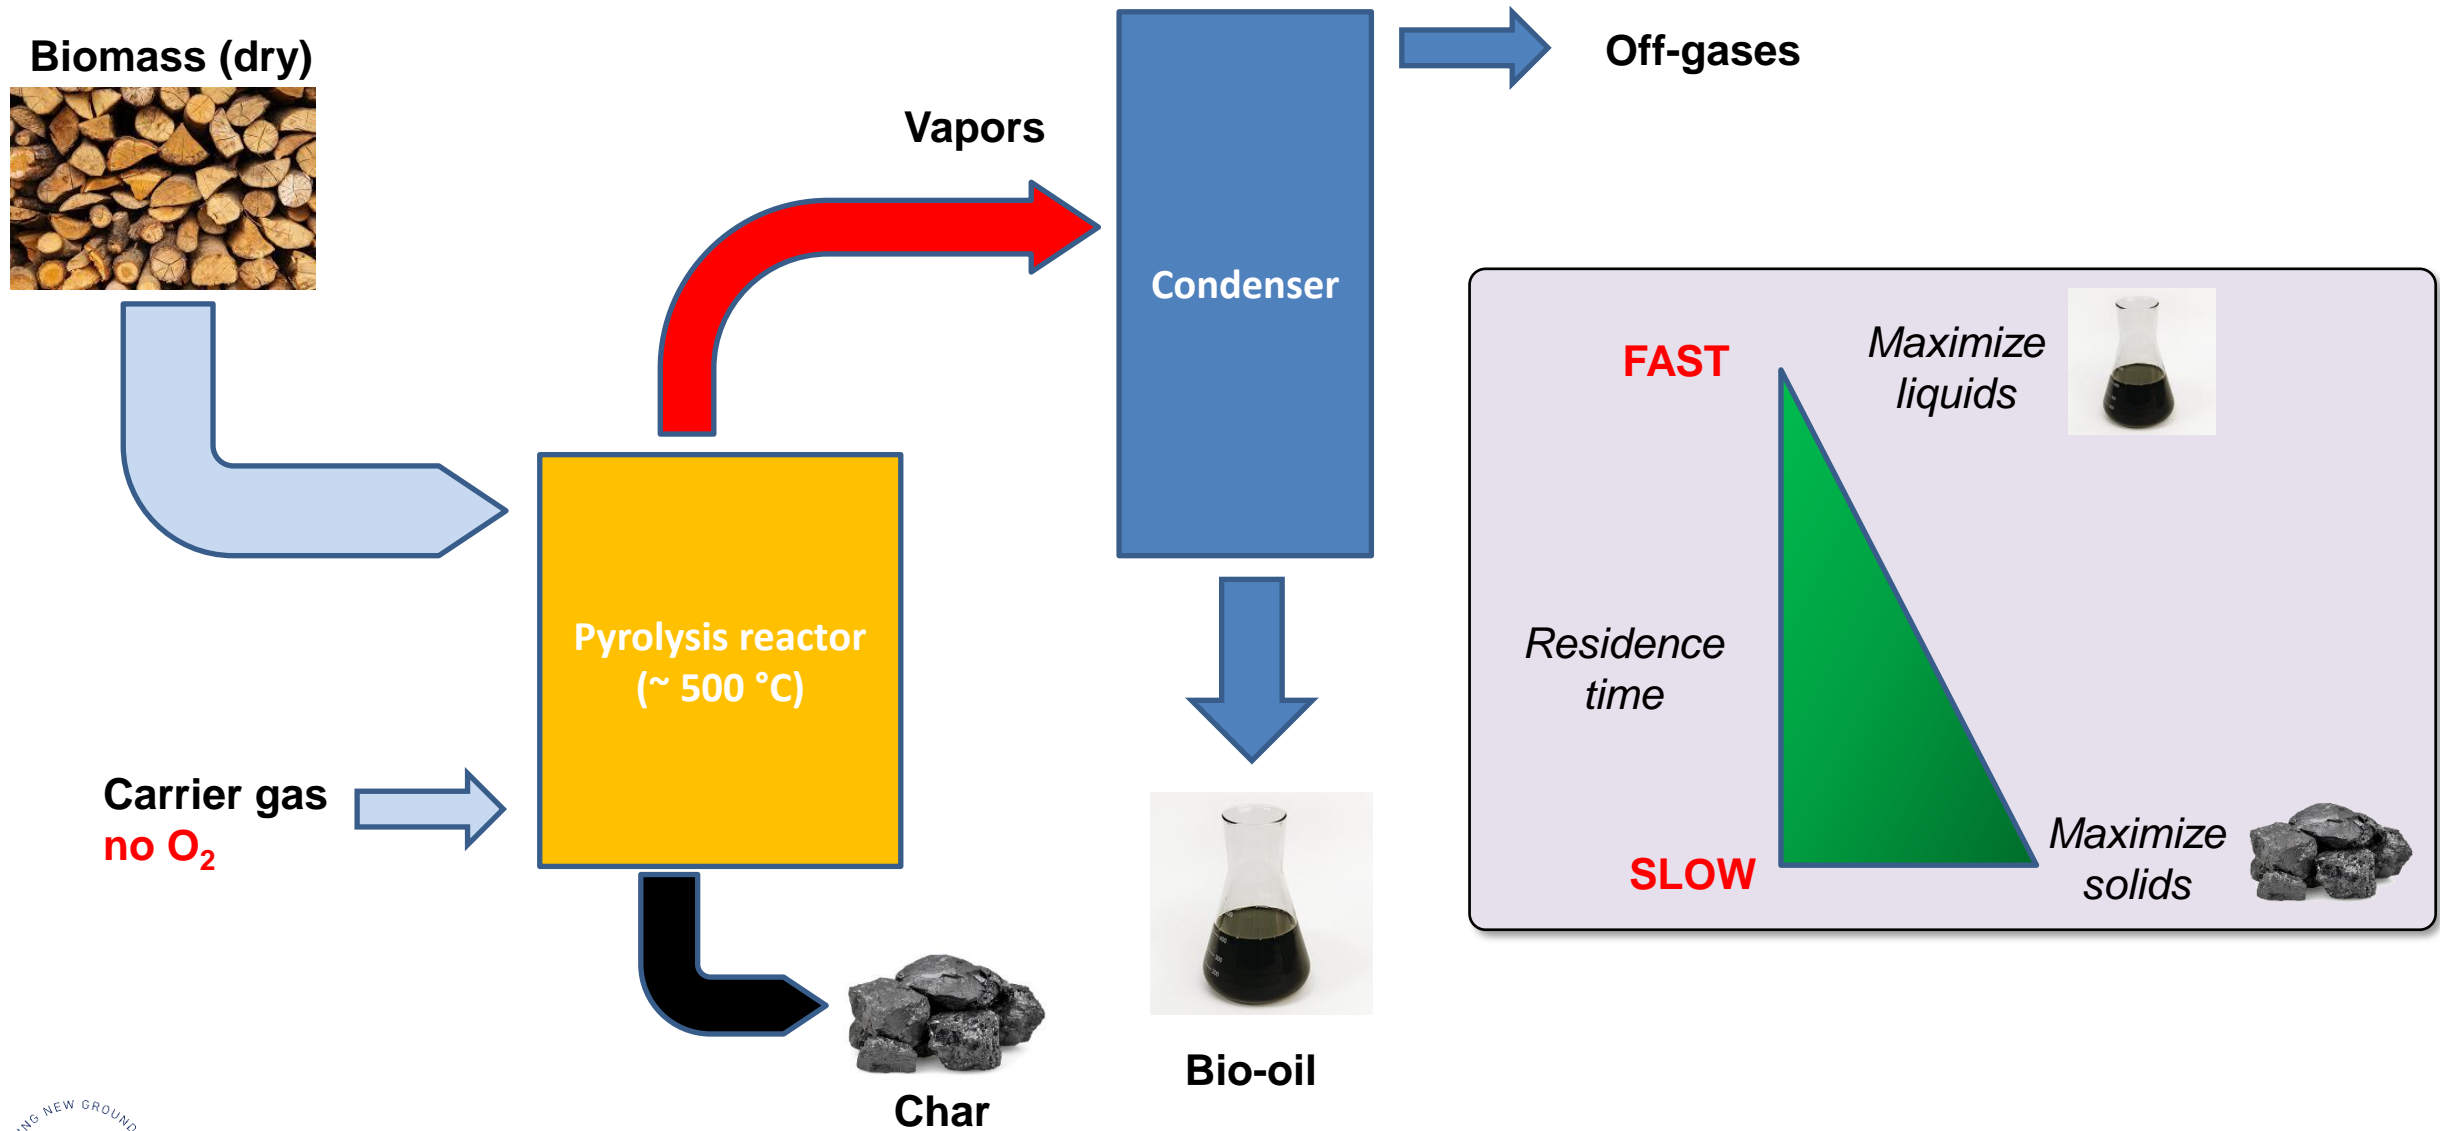 Biomass (dry)
Vapors
Off-gases
Condenser
Pyrolysis reactor
(~ 500 °C)
Carrier gas
no O₂
Char
Bio-oil
FAST
Maximize
liquids
Residence
time
SLOW
Maximize
solids
NEW GROUND